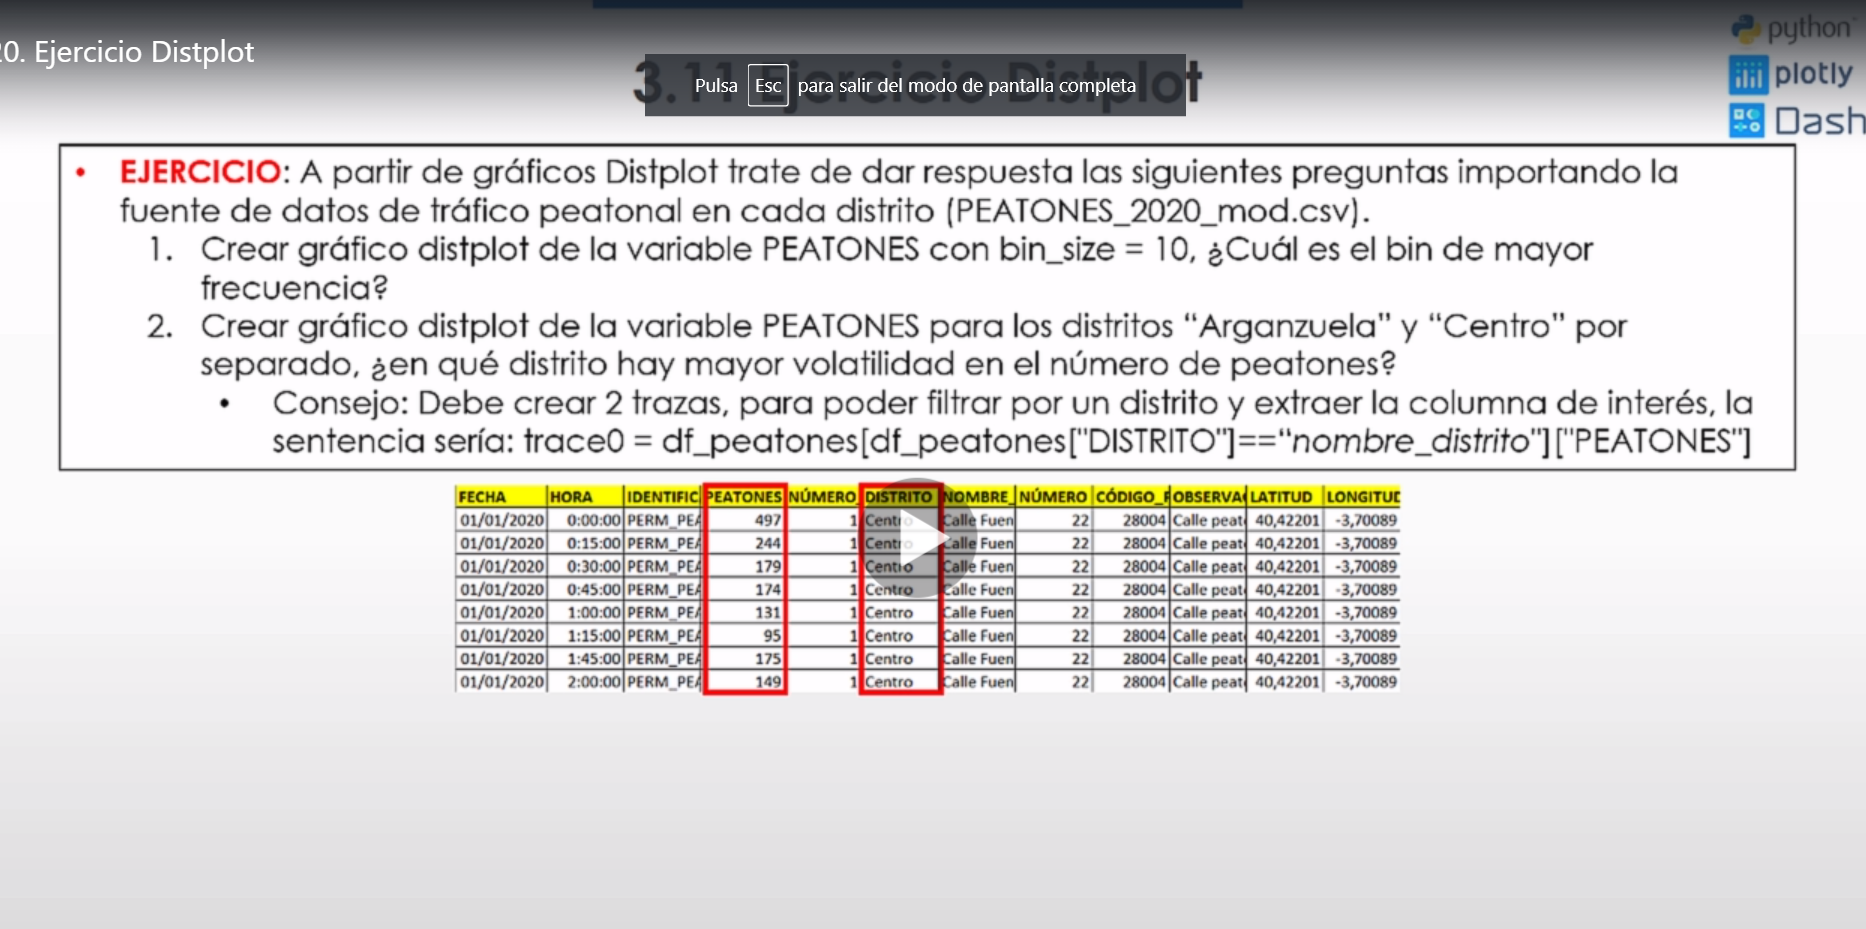 0. Ejercicio Distplot
3.11 Ejercicio Distplot
Pulsa Esc para salir del modo de pantalla completa
python
plotly
Dash
• EJERCICIO: A partir de gráficos Distplot trate de dar respuesta las siguientes preguntas importando la
fuente de datos de tráfico peatonal en cada distrito (PEATONES_2020_mod.csv).
1. Crear gráfico distplot de la variable PEATONES con bin_size = 10, ¿Cuál es el bin de mayor
frecuencia?
2. Crear gráfico distplot de la variable PEATONES para los distritos “Arganzuela” y “Centro” por
separado, ¿en qué distrito hay mayor volatilidad en el número de peatones?
• Consejo: Debe crear 2 trazas, para poder filtrar por un distrito y extraer la columna de interés, la
sentencia sería: trace0 = df_peatones[df_peatones["DISTRITO"]==“nombre_distrito"]["PEATONES"]
FECHA HORA IDENTIFIC PEATONES NÚMERO_ DISTRITO NOMBRE_ NÚMERO CÓDIGO_P OBSERVA LATITUD LONGITUD
01/01/2020 0:00:00 PERM_PEA 497 1 Centro Calle Fuen 22 28004 Calle peat 40,42201 -3,70089
01/01/2020 0:15:00 PERM_PEA 244 1 Centro Calle Fuen 22 28004 Calle peat 40,42201 -3,70089
01/01/2020 0:30:00 PERM_PEA 179 1 Centro Calle Fuen 22 28004 Calle peat 40,42201 -3,70089
01/01/2020 0:45:00 PERM_PEA 174 1 Centro Calle Fuen 22 28004 Calle peat 40,42201 -3,70089
01/01/2020 1:00:00 PERM_PEA 131 1 Centro Calle Fuen 22 28004 Calle peat 40,42201 -3,70089
01/01/2020 1:15:00 PERM_PEA 95 1 Centro Calle Fuen 22 28004 Calle peat 40,42201 -3,70089
01/01/2020 1:45:00 PERM_PEA 175 1 Centro Calle Fuen 22 28004 Calle peat 40,42201 -3,70089
01/01/2020 2:00:00 PERM_PEA 149 1 Centro Calle Fuen 22 28004 Calle peat 40,42201 -3,70089